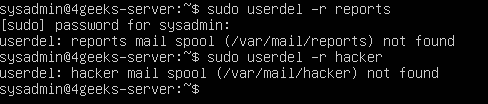 sysadmin@4geeks-server:~$ sudo userdel -r reports
[sudo] password for sysadmin:
userdel: reports mail spool (/var/mail/reports) not found
sysadmin@4geeks-server:~$ sudo userdel -r hacker
userdel: hacker mail spool (/var/mail/hacker) not found
sysadmin@4geeks-server:~$